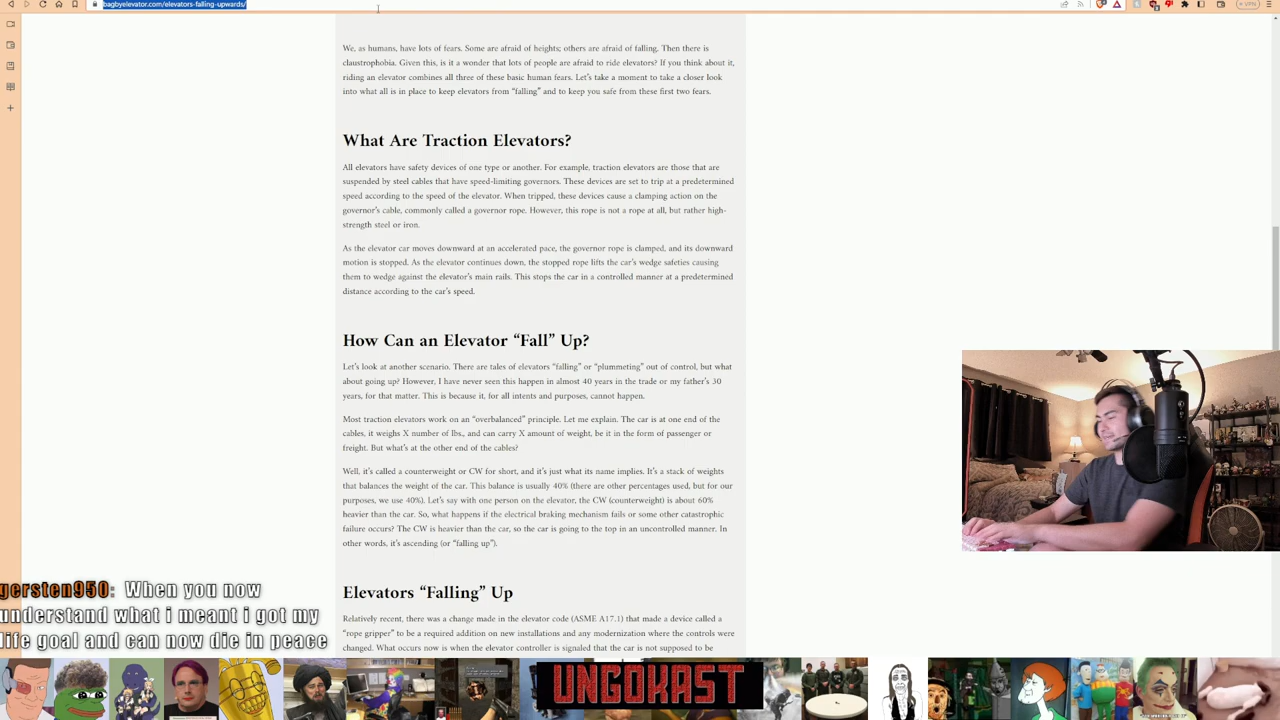 bagbyelevator.com/elevators-falling-upwards/
VPN
We, as humans, have lots of fears. Some are afraid of heights; others are afraid of falling. Then there is
claustrophobia. Given this, is it a wonder that lots of people are afraid to ride elevators? If you think about it,
riding an elevator combines all three of these basic human fears. Let's take a moment to take a closer look
into what all is in place to keep elevators from “falling” and to keep you safe from these first two fears.
What Are Traction Elevators?
All elevators have safety devices of one type or another. For example, traction elevators are those that are
suspended by steel cables that have speed-limiting governors. These devices are set to trip at a predetermined
speed according to the speed of the elevator. When tripped, these devices cause a clamping action on the
governor's cable, commonly called a governor rope. However, this rope is not a rope at all, but rather high-
strength steel or iron.
As the elevator car moves downward at an accelerated pace, the governor rope is clamped, and its downward
motion is stopped. As the elevator continues down, the stopped rope lifts the car's wedge safeties causing
them to wedge against the elevator's main rails. This stops the car in a controlled manner at a predetermined
distance according to the car's speed.
How Can an Elevator “Fall” Up?
Let's look at another scenario. There are tales of elevators “falling” or “plummeting” out of control, but what
about going up? However, I have never seen this happen in almost 40 years in the trade or my father's 30
years, for that matter. This is because it, for all intents and purposes, cannot happen.
Most traction elevators work on an “overbalanced” principle. Let me explain. The car is at one end of the
cables, it weighs X number of lbs., and can carry X amount of weight, be it in the form of passenger or
freight. But what's at the other end of the cables?
Well, it's called a counterweight or CW for short, and it's just what its name implies. It's a stack of weights
that balances the weight of the car. This balance is usually 40% (there are other percentages used, but for our
purposes, we use 40%). Let's say with one person on the elevator, the CW (counterweight) is about 60%
heavier than the car. So, what happens if the electrical braking mechanism fails or some other catastrophic
failure occurs? The CW is heavier than the car, so the car is going to the top in an uncontrolled manner. In
other words, it's ascending (or “falling up”).
Elevators “Falling” Up
Relatively recent, there was a change made in the elevator code (ASME A17.1) that made a device called a
“rope gripper” to be a required addition on new installations and any modernization where the controls were
changed. What occurs now is when the elevator controller is signaled that the car is not supposed to be
gersten950: When you now
understand what i meant i got my
life goal and can now die in peace
UNGOKAST